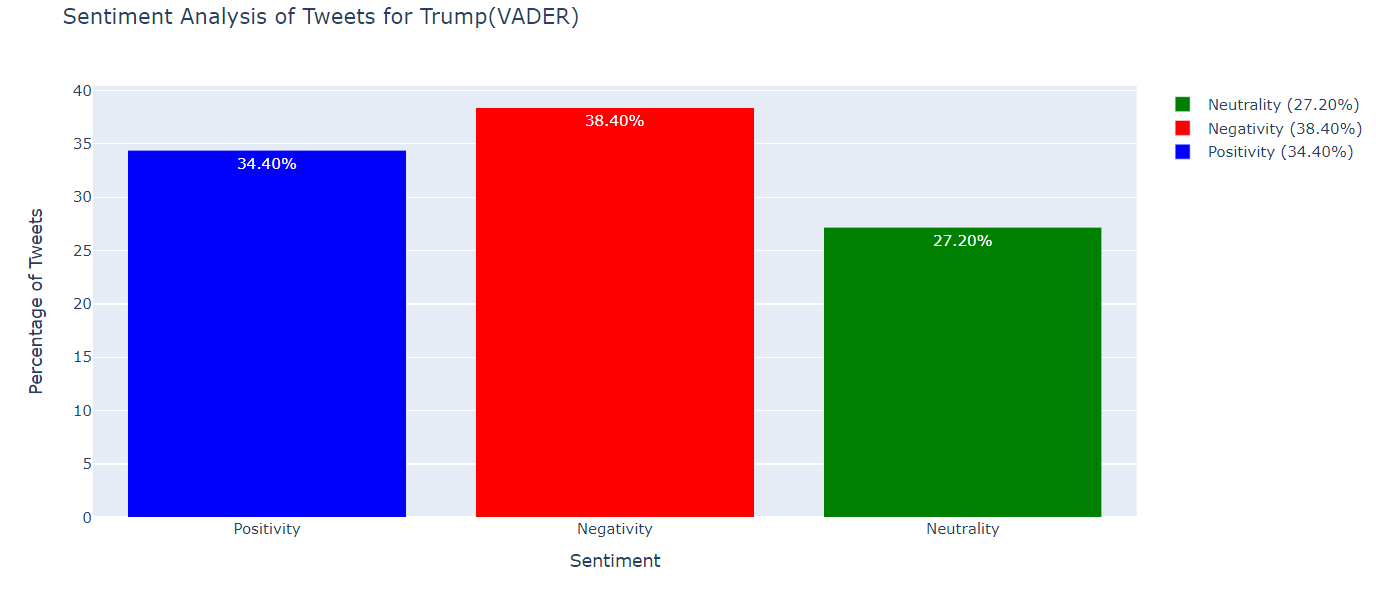 Sentiment Analysis of Tweets for Trump(VADER)
40
35
30
25
20
15
10
5
0
Percentage of Tweets
34.40%
38.40%
27.20%
Positivity
Negativity
Neutrality
Sentiment
Neutrality (27.20%)
Negativity (38.40%)
Positivity (34.40%)